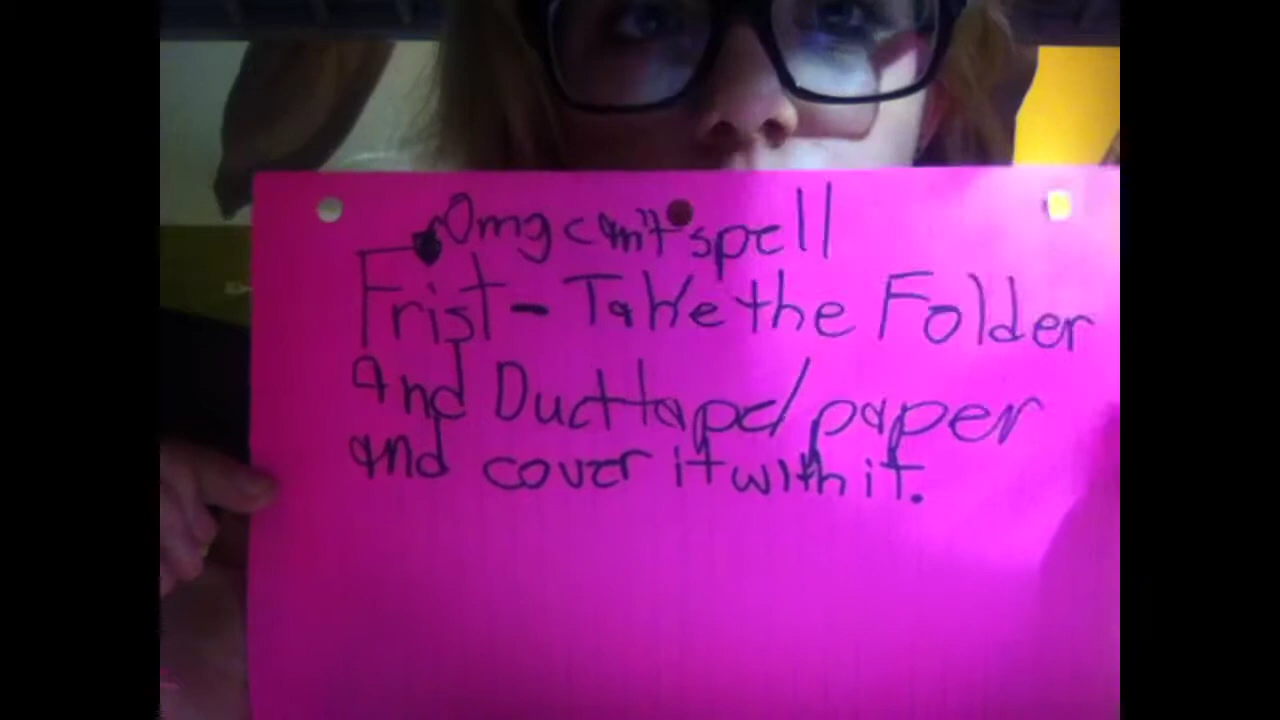 Omg can't spell
Frist - Take the Folder
And Ducttape/paper
and cover it with it.